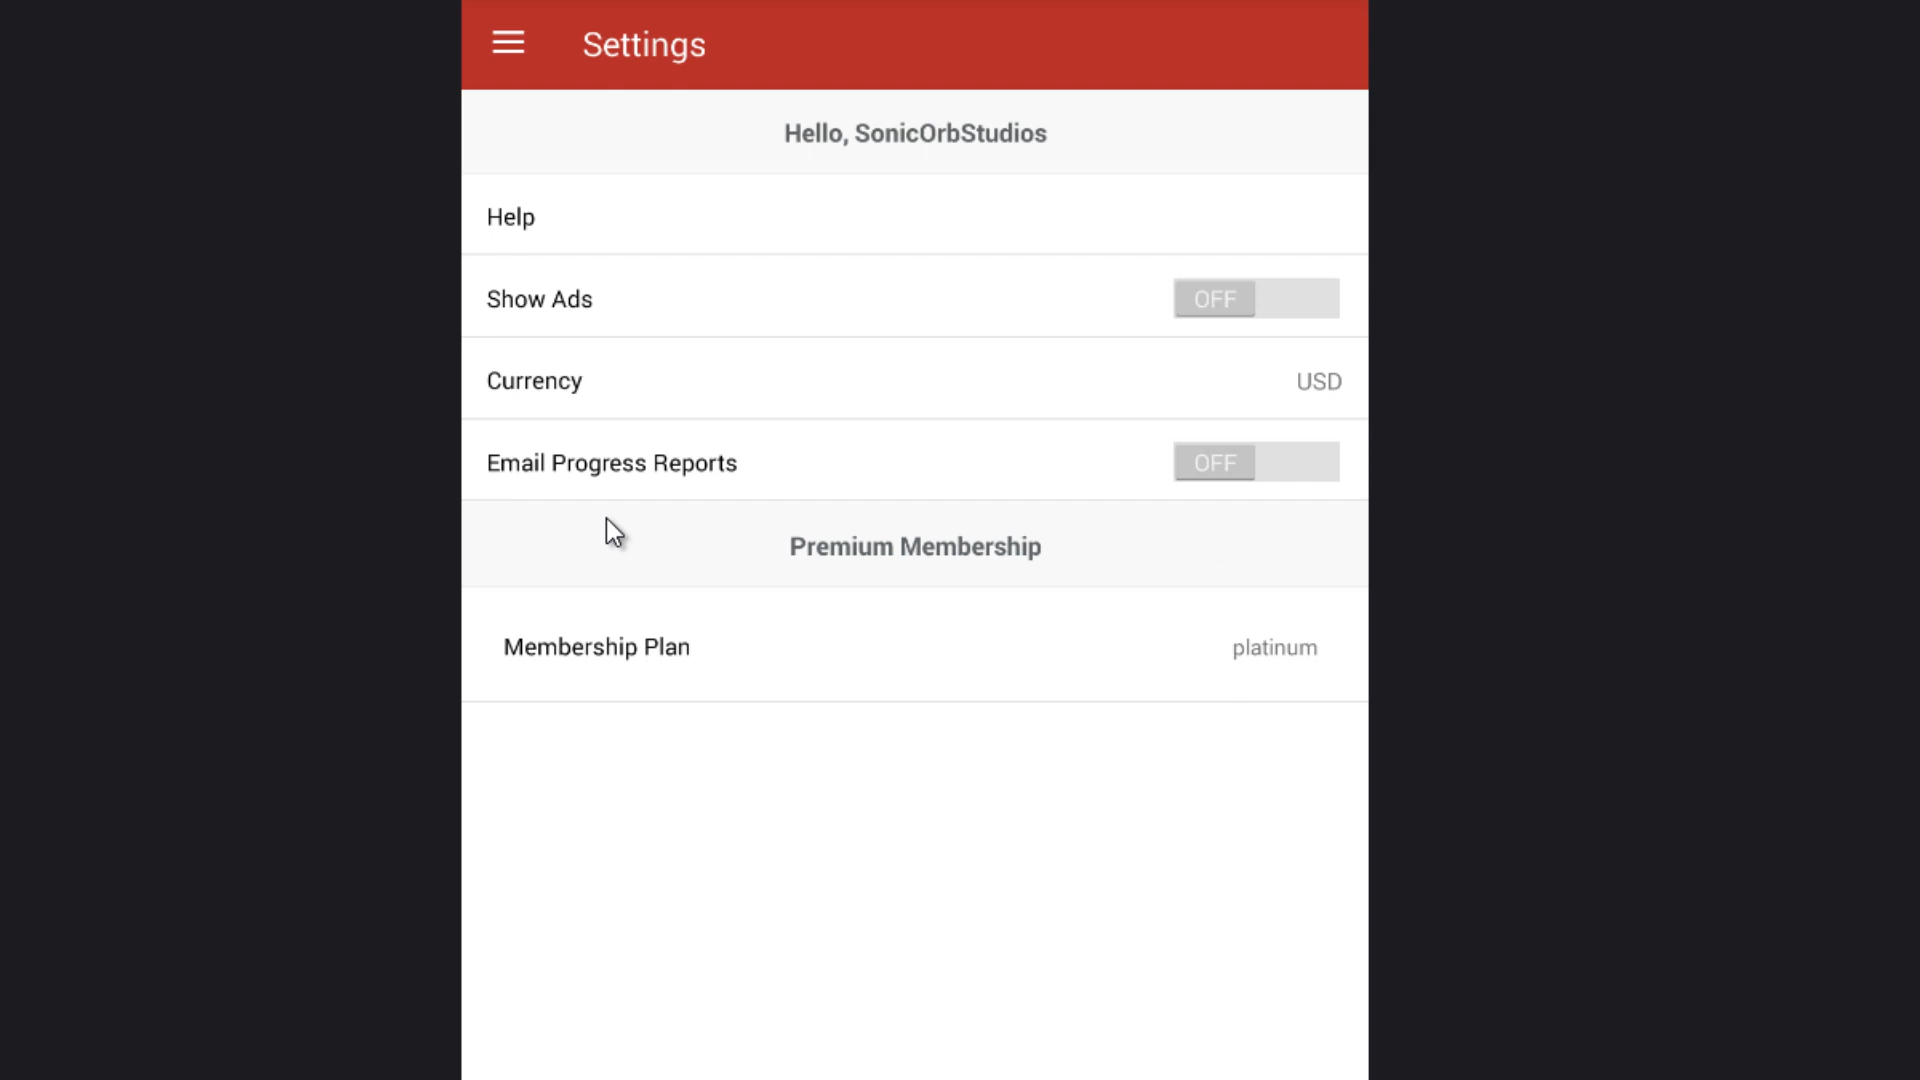 Settings
Hello, SonicOrbStudios
Help
Show Ads OFF
Currency USD
Email Progress Reports OFF
Premium Membership
Membership Plan platinum